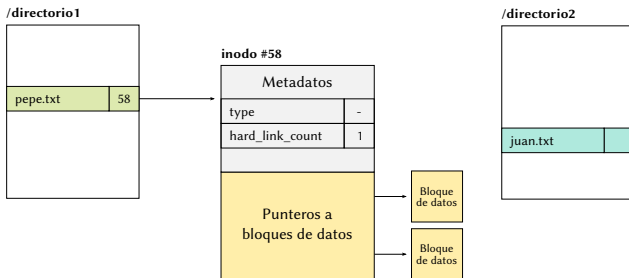 /directorio1
/directorio2
inodo #58
Metadatos
pepe.txt 58
type -
hard_link_count 1
juan.txt
Punteros a
bloques de datos
Bloque
de datos
Bloque
de datos